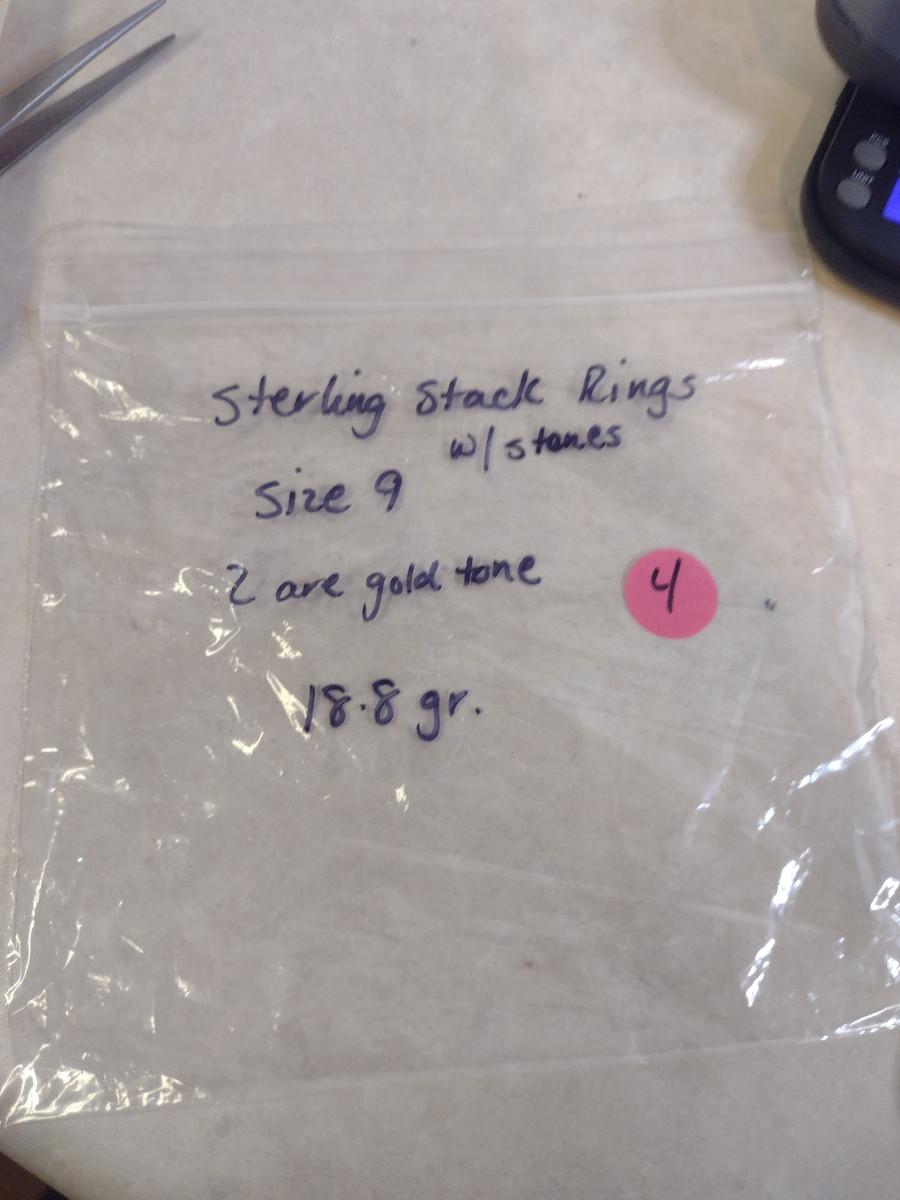 Sterling Stack Rings
w/ stones
Size 9
2 are gold tone
4
18.8 gr.